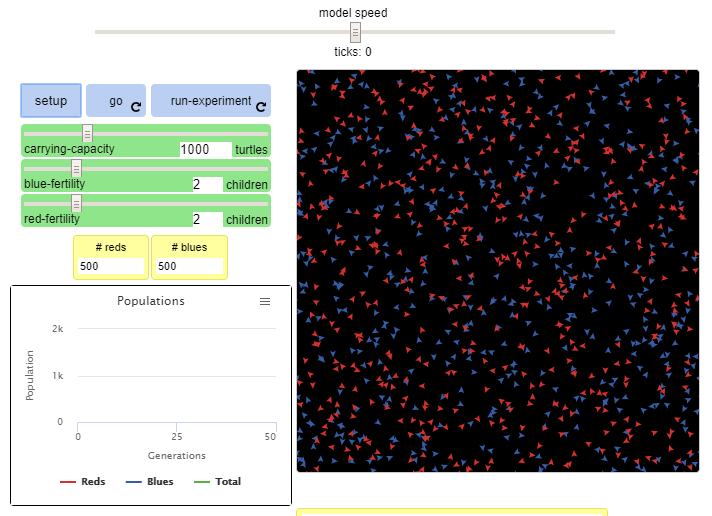 model speed
ticks: 0
setup
go
run-experiment
carrying-capacity 1000 turtles
blue-fertility 2 children
red-fertility 2 children
# reds
500
# blues
500
Populations
2k
1k
0
Population
0 25 50
Generations
Reds Blues Total